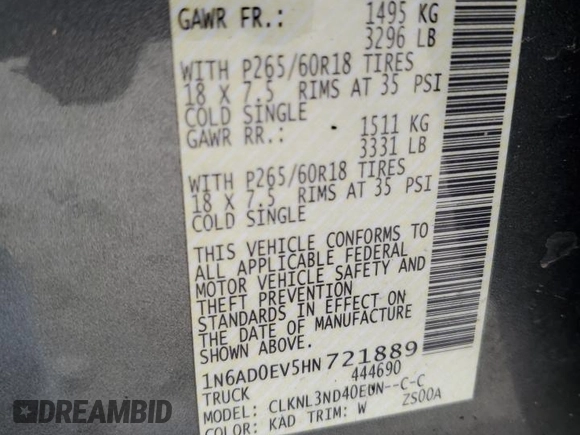 GAWR FR.: 1495 KG
3296 LB
WITH P265/60R18 TIRES
18 X 7.5 RIMS AT 35 PSI
COLD SINGLE
GAWR RR.: 1511 KG
3331 LB
WITH P265/60R18 TIRES
18 X 7.5 RIMS AT 35 PSI
COLD SINGLE
THIS VEHICLE CONFORMS TO
ALL APPLICABLE FEDERAL
MOTOR VEHICLE SAFETY AND
THEFT PREVENTION
STANDARDS IN EFFECT ON
THE DATE OF MANUFACTURE
SHOWN ABOVE.
1N6AD0EV5HN721889
TRUCK 444690
MODEL: CLKNL3ND40EUN--C-C
COLOR: KAD TRIM: W ZS00A
DREAMBID